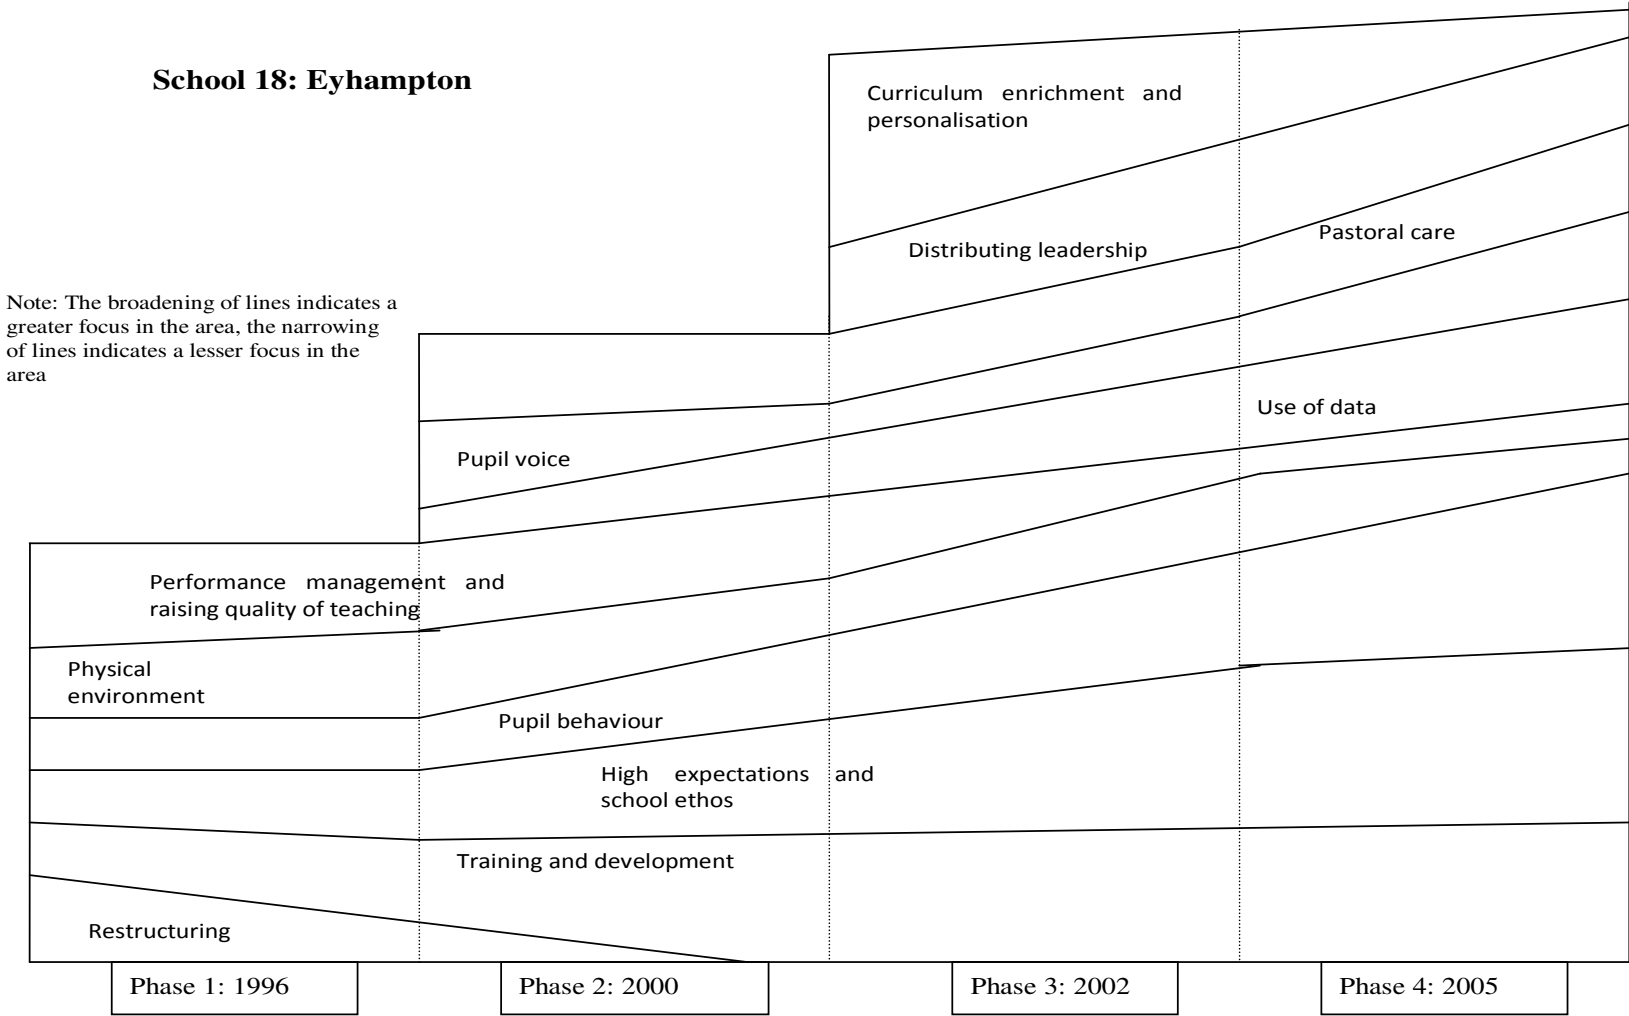 School 18: Eyhampton
Curriculum enrichment and
personalisation
Distributing leadership
Pastoral care
Note: The broadening of lines indicates a
greater focus in the area, the narrowing
of lines indicates a lesser focus in the
area
Use of data
Pupil voice
Performance management and
raising quality of teaching
Physical
environment
Pupil behaviour
High expectations and
school ethos
Training and development
Restructuring
Phase 1: 1996
Phase 2: 2000
Phase 3: 2002
Phase 4: 2005